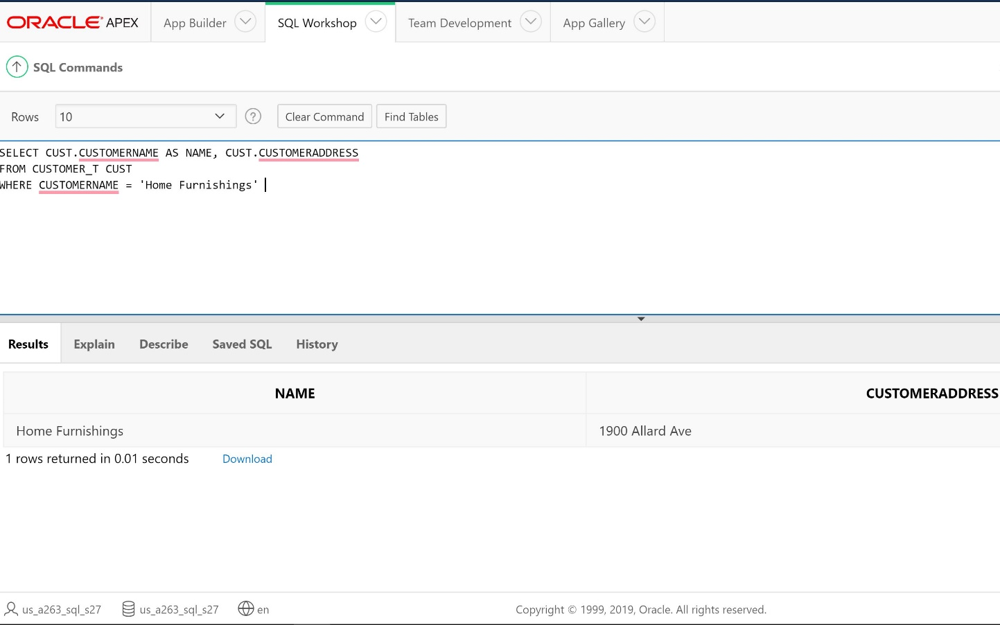 ORACLE® APEX App Builder SQL Workshop Team Development App Gallery
SQL Commands
Rows 10 ? Clear Command Find Tables
SELECT CUST.CUSTOMERNAME AS NAME, CUST.CUSTOMERADDRESS
FROM CUSTOMER_T CUST
WHERE CUSTOMERNAME = 'Home Furnishings'
Results Explain Describe Saved SQL History
NAME CUSTOMERADDRESS
Home Furnishings 1900 Allard Ave
1 rows returned in 0.01 seconds Download
us_a263_sql_s27 us_a263_sql_s27 en Copyright © 1999, 2019, Oracle. All rights reserved.